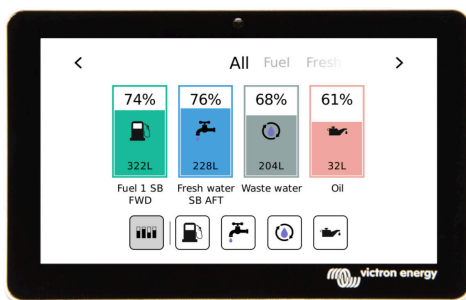 All Fuel Fresh
74% 76% 68% 61%
322L 228L 204L 32L
Fuel 1 SB Fresh water Waste water Oil
FWD SB AFT
victron energy